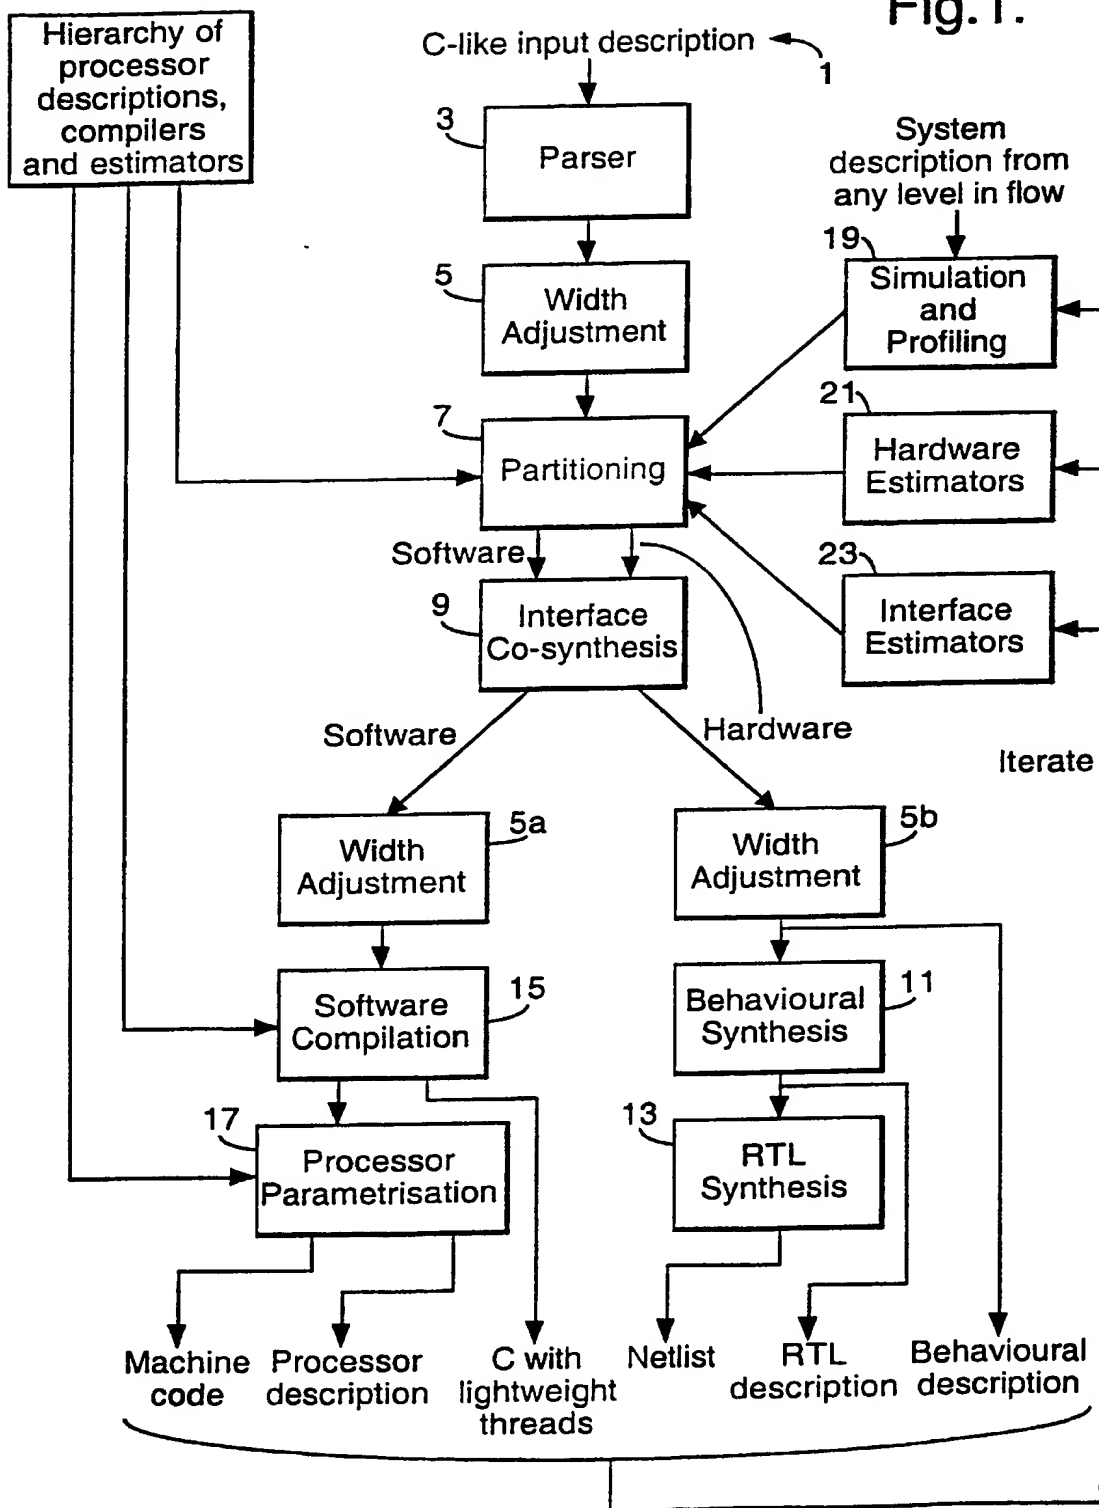 Fig.1.
Hierarchy of
processor
descriptions,
compilers
and estimators
C-like input description
1
3
Parser
System
description from
any level in flow
5
Width
Adjustment
19
Simulation
and
Profiling
7
Partitioning
21
Hardware
Estimators
Software
9
Interface
Co-synthesis
23
Interface
Estimators
Software
Hardware
Iterate
5a
Width
Adjustment
5b
Width
Adjustment
15
Software
Compilation
11
Behavioural
Synthesis
17
Processor
Parametrisation
13
RTL
Synthesis
Machine
code
Processor
description
C with
lightweight
threads
Netlist
RTL
description
Behavioural
description